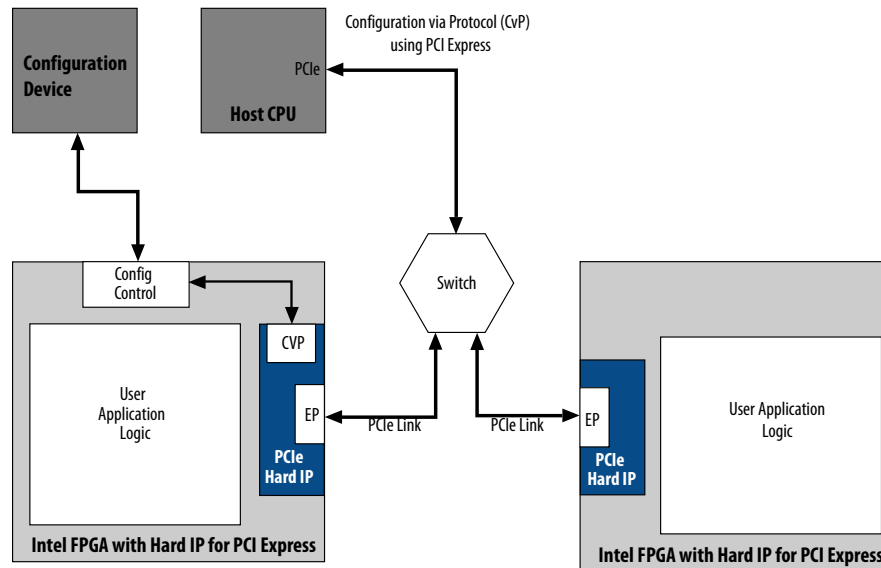 Configuration via Protocol (CvP)
using PCI Express
Configuration
Device
PCIe
Host CPU
Config
Control
Switch
CVP
User
Application
Logic
EP
PCIe Link
PCIe
Hard IP
Intel FPGA with Hard IP for PCI Express
PCIe Link
EP
User Application
Logic
PCIe
Hard IP
Intel FPGA with Hard IP for PCI Express